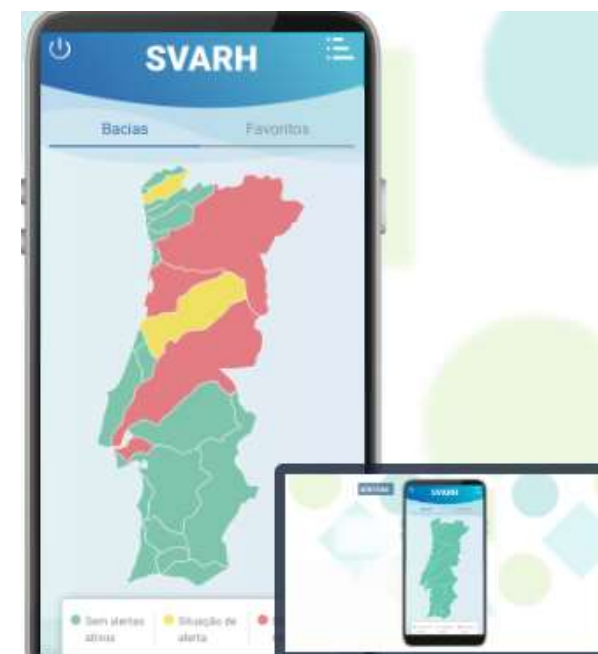 SVARH
Bacias Favoritos
Sem alertas
ativos
Situação de
alerta
SVARH